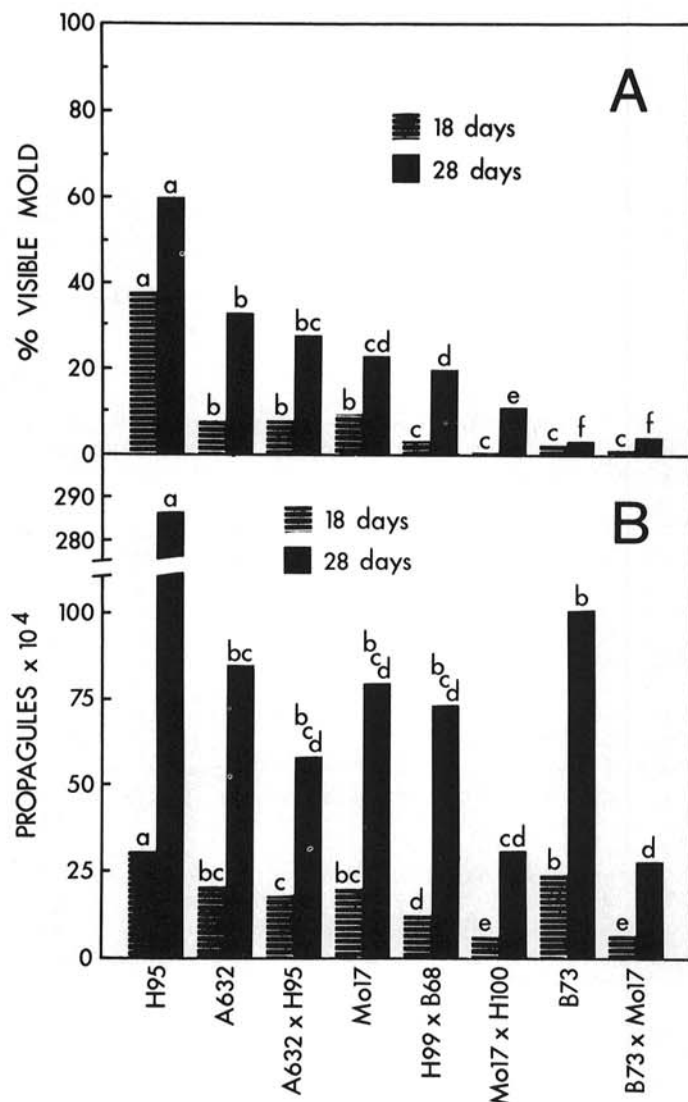 100
80
60
40
20
0
% VISIBLE MOLD
A
18 days
28 days
a a
b b
b bc
b cd
c d
c e
c f
c f
290
280
100
75
50
25
0
PROPAGULES x 10⁴
B
18 days
28 days
a a
bc bc
c b c d
bc b c d
d b c d
e cd
b b
e d
H95
A632
A632 x H95
Mo17
H99 x B68
Mo17 x H100
B73
B73 x Mo17